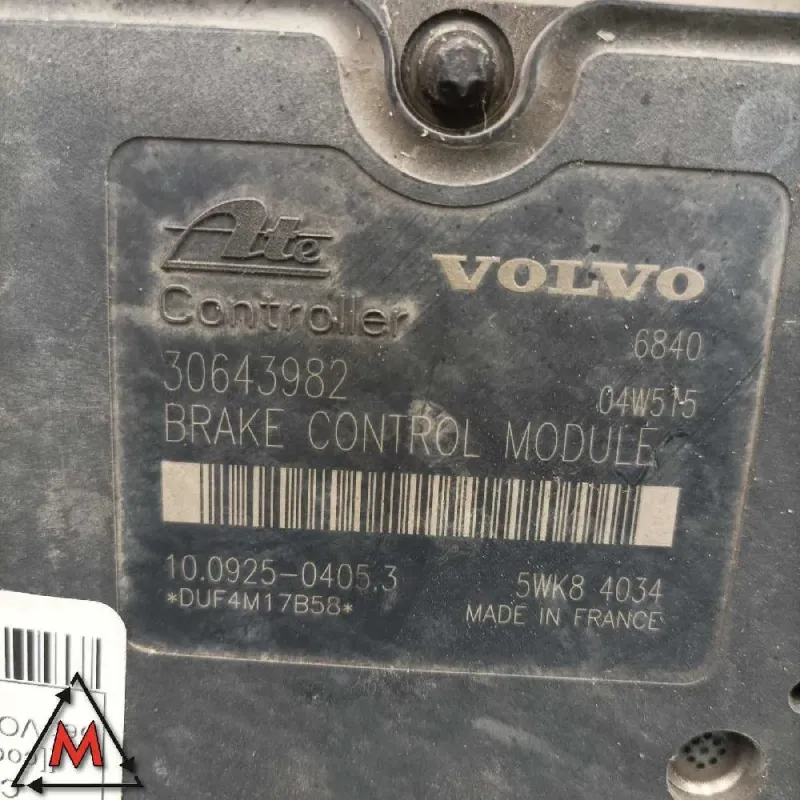 Ate VOLVO
Controller 6840
30643982 04W515
BRAKE CONTROL MODULE
10.0925-0405.3 5WK8 4034
*DUF4M17B58* MADE IN FRANCE
M